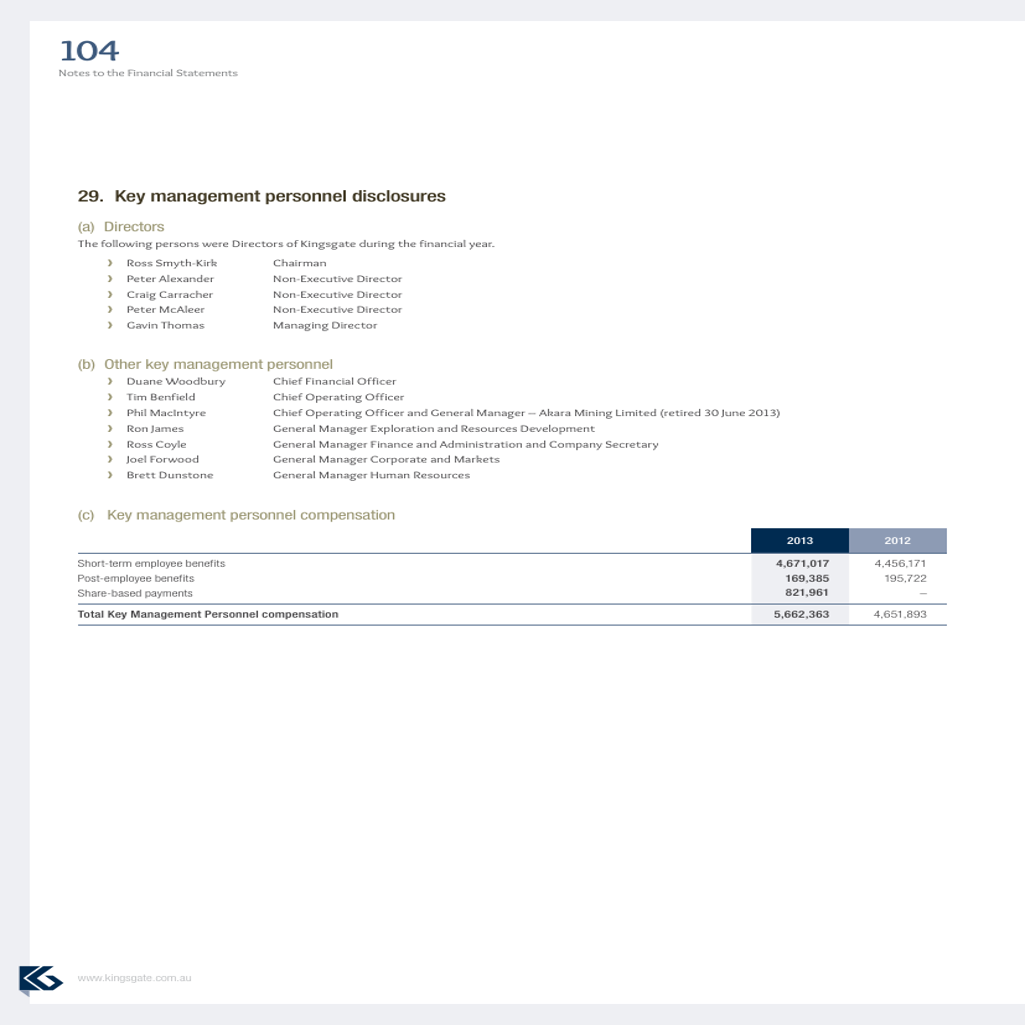 104
Notes to the Financial Statements
29. Key management personnel disclosures
(a) Directors
The following persons were Directors of Kingsgate during the financial year.
› Ross Smyth-Kirk Chairman
› Peter Alexander Non-Executive Director
› Craig Carracher Non-Executive Director
› Peter McAleer Non-Executive Director
› Gavin Thomas Managing Director
(b) Other key management personnel
› Duane Woodbury Chief Financial Officer
› Tim Benfield Chief Operating Officer
› Phil MacIntyre Chief Operating Officer and General Manager – Akara Mining Limited (retired 30 June 2013)
› Ron James General Manager Exploration and Resources Development
› Ross Coyle General Manager Finance and Administration and Company Secretary
› Joel Forwood General Manager Corporate and Markets
› Brett Dunstone General Manager Human Resources
(c) Key management personnel compensation
2013 2012
Short-term employee benefits 4,671,017 4,456,171
Post-employee benefits 169,385 195,722
Share-based payments 821,961 –
Total Key Management Personnel compensation 5,662,363 4,651,893
www.kingsgate.com.au